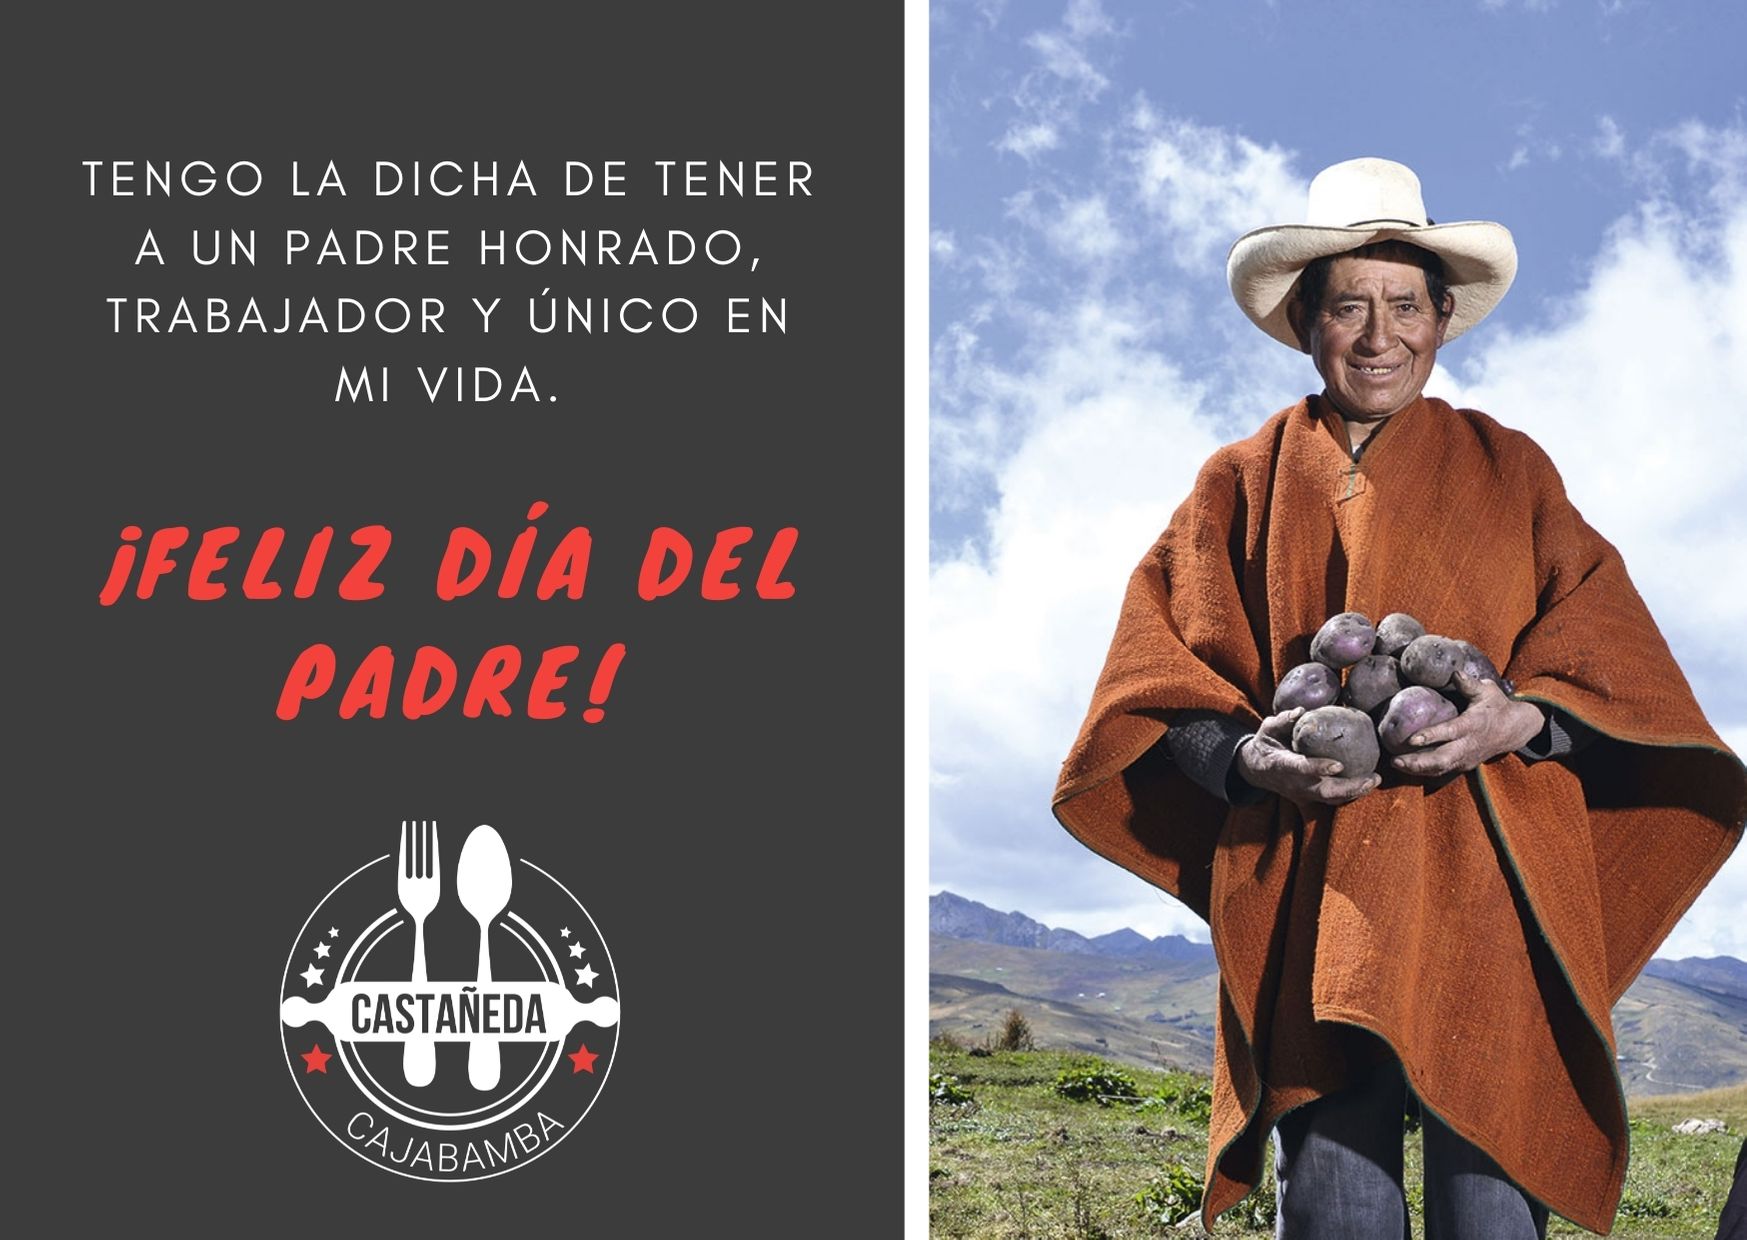 TENGO LA DICHA DE TENER
A UN PADRE HONRADO,
TRABAJADOR Y ÚNICO EN
MI VIDA.
¡FELIZ DÍA DEL
PADRE!
CASTAÑEDA
CAJABAMBA